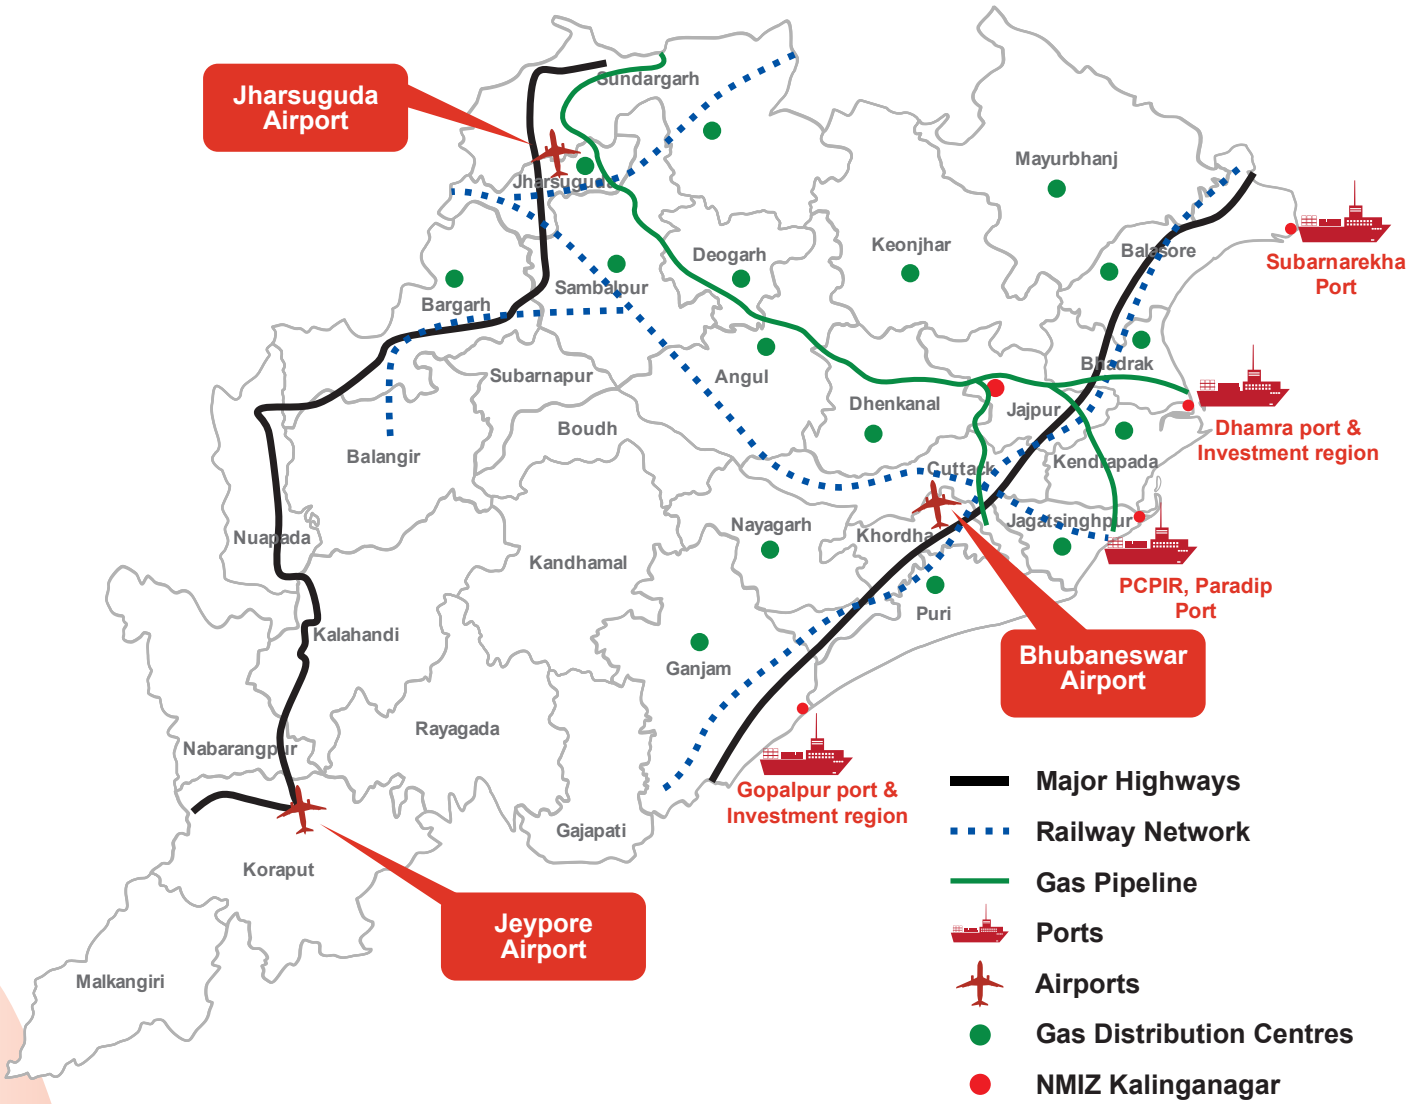 Sundargarh
Jharsuguda
Airport
Mayurbhanj
Jharsuguda
Keonjhar
Balasore
Deogarh
Subarnarekha
Port
Sambalpur
Bargarh
Bhadrak
Subarnapur
Angul
Dhenkanal
Jajpur
Boudh
Dhamra port &
Investment region
Balangir
Cuttack
Kendrapada
Nayagarh
Jagatsinghpur
Khordha
Nuapada
Kandhamal
PCPIR, Paradip
Port
Puri
Kalahandi
Bhubaneswar
Airport
Ganjam
Rayagada
Nabarangpur
Gopalpur port &
Investment region
Gajapati
Koraput
Jeypore
Airport
Malkangiri
Major Highways
Railway Network
Gas Pipeline
Ports
Airports
Gas Distribution Centres
NMIZ Kalinganagar